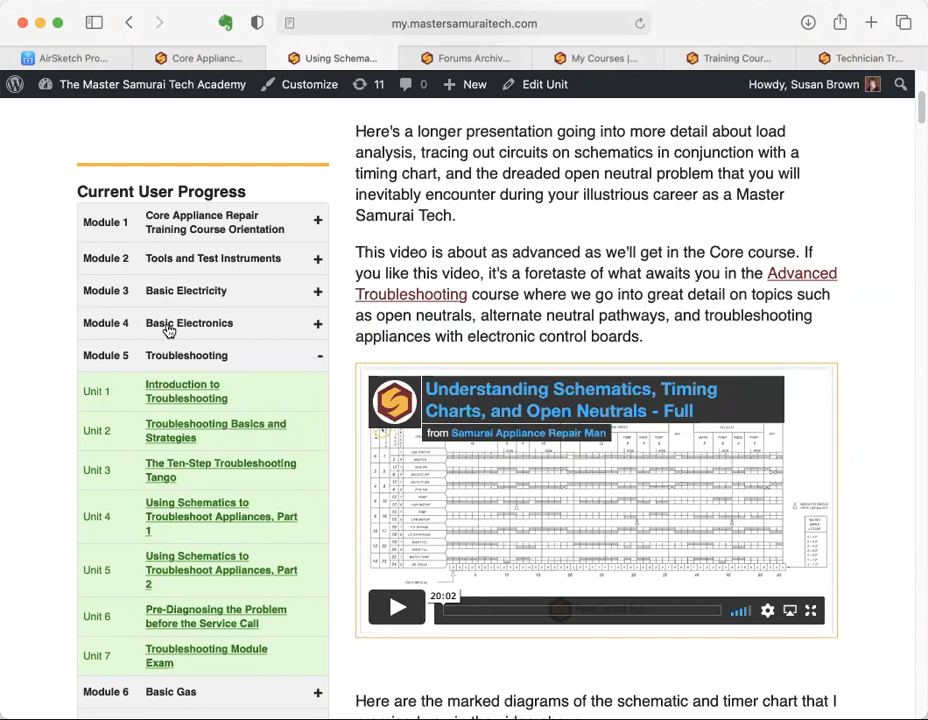 my.mastersamuraitech.com
AirSketch Pro...
Core Applianc...
Using Schema...
Forums Archiv...
My Courses |...
Training Cour...
Technician Tr...
The Master Samurai Tech Academy
Customize
11
0
New
Edit Unit
Howdy, Susan Brown
Current User Progress
Module 1
Core Appliance Repair
Training Course Orientation
+
Module 2
Tools and Test Instruments
+
Module 3
Basic Electricity
+
Module 4
Basic Electronics
+
Module 5
Troubleshooting
-
Unit 1
Introduction to
Troubleshooting
Unit 2
Troubleshooting Basics and
Strategies
Unit 3
The Ten-Step Troubleshooting
Tango
Unit 4
Using Schematics to
Troubleshoot Appliances, Part
1
Unit 5
Using Schematics to
Troubleshoot Appliances, Part
2
Unit 6
Pre-Diagnosing the Problem
before the Service Call
Unit 7
Troubleshooting Module
Exam
Module 6
Basic Gas
+
Here's a longer presentation going into more detail about load
analysis, tracing out circuits on schematics in conjunction with a
timing chart, and the dreaded open neutral problem that you will
inevitably encounter during your illustrious career as a Master
Samurai Tech.
This video is about as advanced as we'll get in the Core course. If
you like this video, it's a foretaste of what awaits you in the Advanced
Troubleshooting course where we go into great detail on topics such
as open neutrals, alternate neutral pathways, and troubleshooting
appliances with electronic control boards.
Understanding Schematics, Timing
Charts, and Open Neutrals - Full
from Samurai Appliance Repair Man
20:02
Here are the marked diagrams of the schematic and timer chart that I